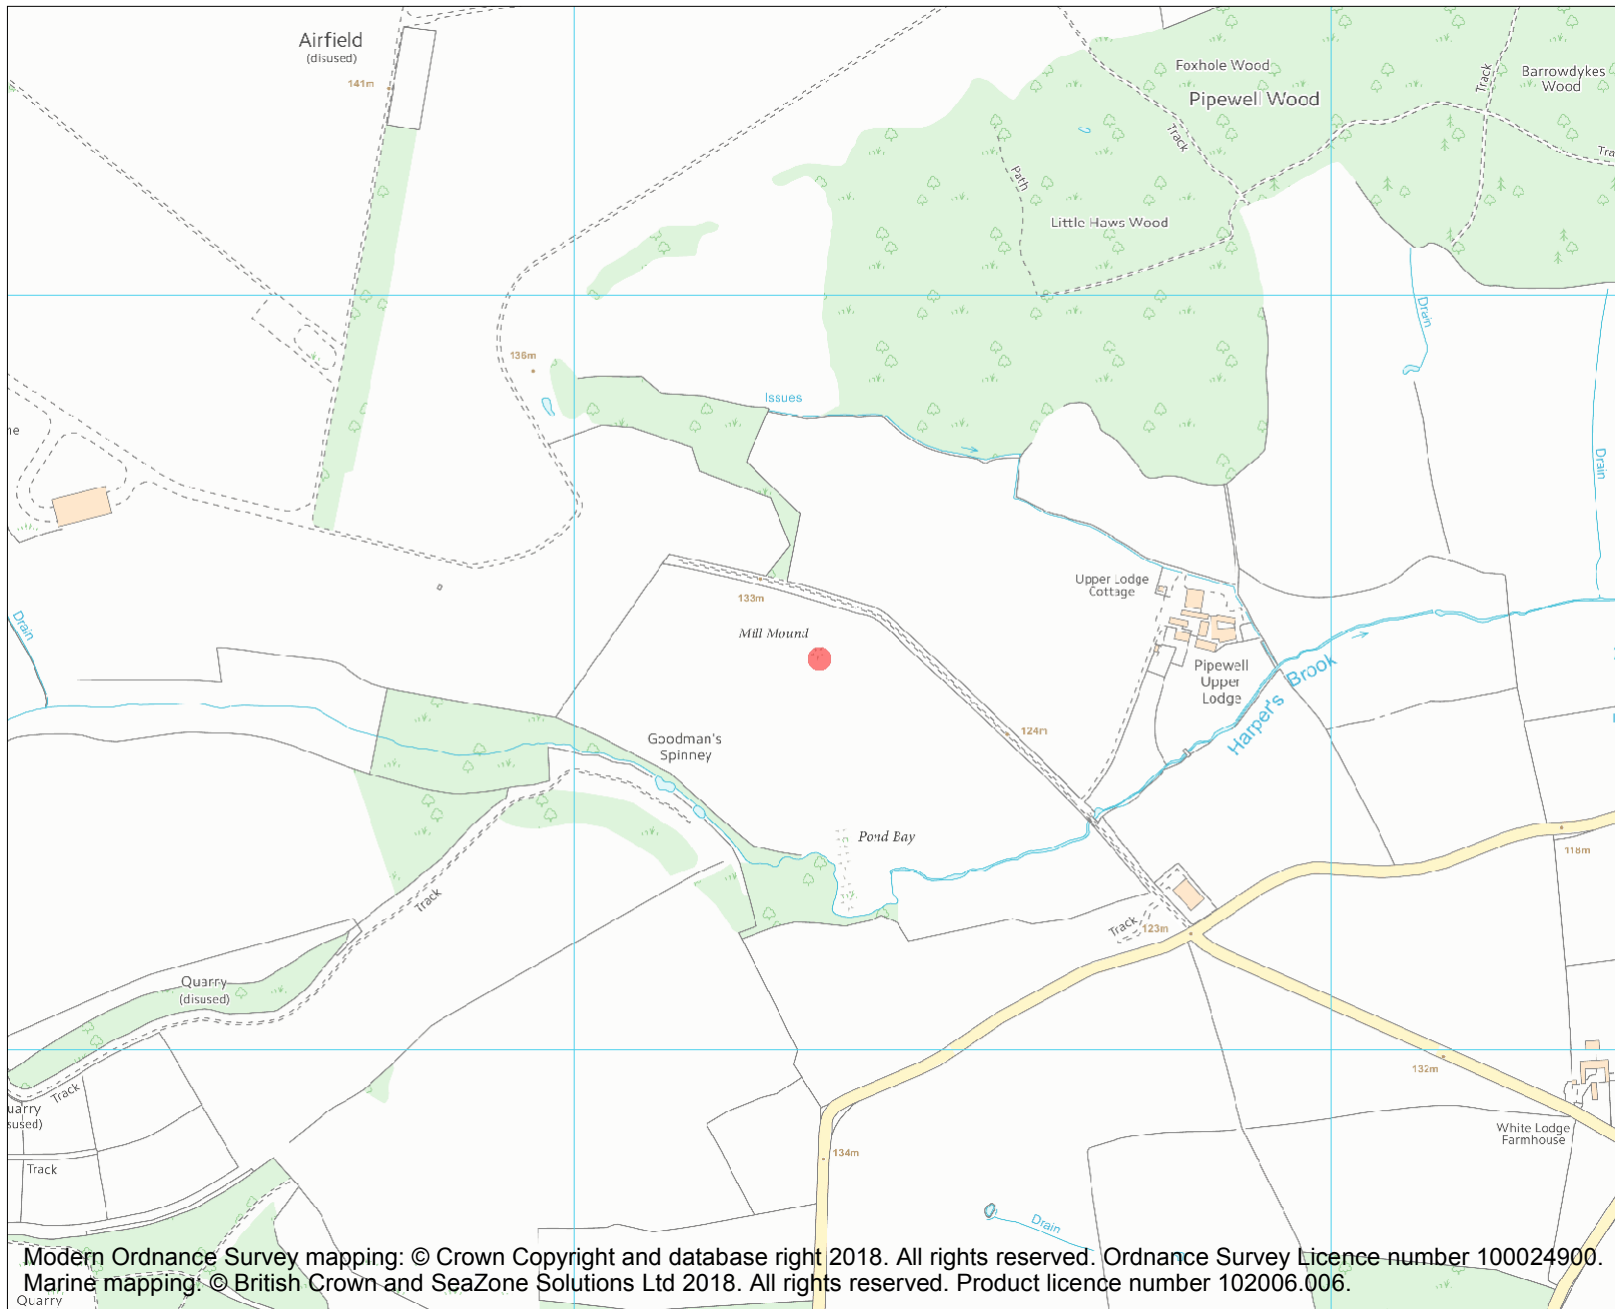 Airfield
(disused)
141m
Foxhole Wood
Pipewell Wood
Track
Barrowdykes
Wood
Track
Path
Little Haws Wood
Drain
136m
Issues
Drain
Upper Lodge
Cottage
133m
Mill Mound
Drain
Pipewell
Upper
Lodge
Harper's Brook
124m
Goodman's
Spinney
Pond Bay
118m
Track
Track
123m
Quarry
(disused)
132m
Track
White Lodge
Farmhouse
134m
Track
Drain
Modern Ordnance Survey mapping: © Crown Copyright and database right 2018. All rights reserved. Ordnance Survey Licence number 100024900.
Marine mapping: © British Crown and SeaZone Solutions Ltd 2018. All rights reserved. Product licence number 102006.006.
Quarry